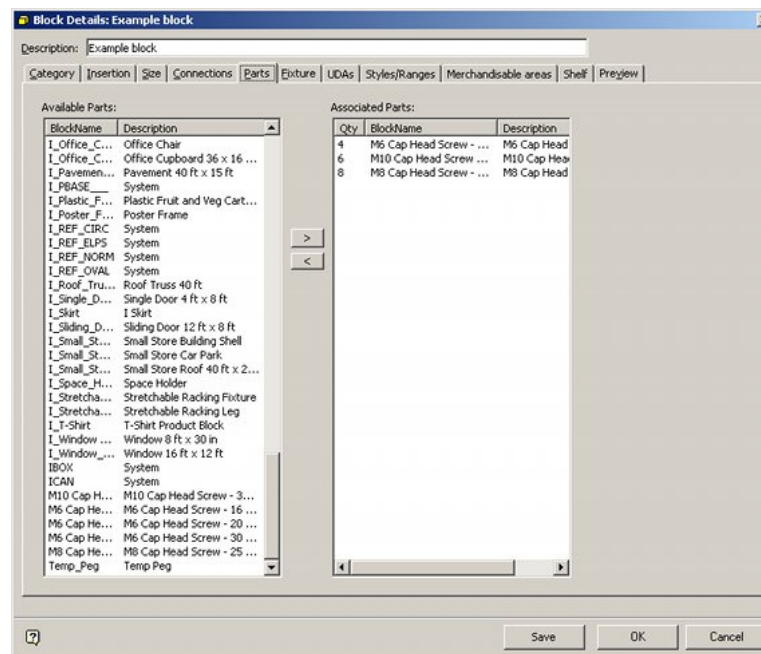 Block Details: Example block
Description: Example block
Category Insertion Size Connections Parts Fixture UDAs Styles/Ranges Merchandisable areas Shelf Preview
Available Parts: Associated Parts:
BlockName Description Qty BlockName Description
I_Office_C... Office Chair 4 M6 Cap Head Screw - ... M6 Cap Head
I_Office_C... Office Cupboard 36 x 16 ... 6 M10 Cap Head Screw ... M10 Cap Hea
I_Pavemen... Pavement 40 ft x 15 ft 8 M8 Cap Head Screw - ... M8 Cap Head
I_PBASE___ System
I_Plastic_F... Plastic Fruit and Veg Cart...
I_Poster_F... Poster Frame
I_REF_CIRC System
I_REF_ELPS System
I_REF_NORM System
I_REF_OVAL System
I_Roof_Tru... Roof Truss 40 ft
I_Single_D... Single Door 4 ft x 8 ft
I_Skirt I Skirt
I_Sliding_D... Sliding Door 12 ft x 8 ft
I_Small_St... Small Store Building Shell
I_Small_St... Small Store Car Park
I_Small_St... Small Store Roof 40 ft x 2...
I_Space_H... Space Holder
I_Stretcha... Stretchable Racking Fixture
I_Stretcha... Stretchable Racking Leg
I_T-Shirt T-Shirt Product Block
I_Window ... Window 8 ft x 30 in
I_Window_... Window 16 ft x 12 ft
IBOX System
ICAN System
M10 Cap H... M10 Cap Head Screw - 3...
M6 Cap He... M6 Cap Head Screw - 16 ...
M6 Cap He... M6 Cap Head Screw - 20 ...
M6 Cap He... M6 Cap Head Screw - 30 ...
M8 Cap He... M8 Cap Head Screw - 25 ...
Temp_Peg Temp Peg
>
<
? Save OK Cancel